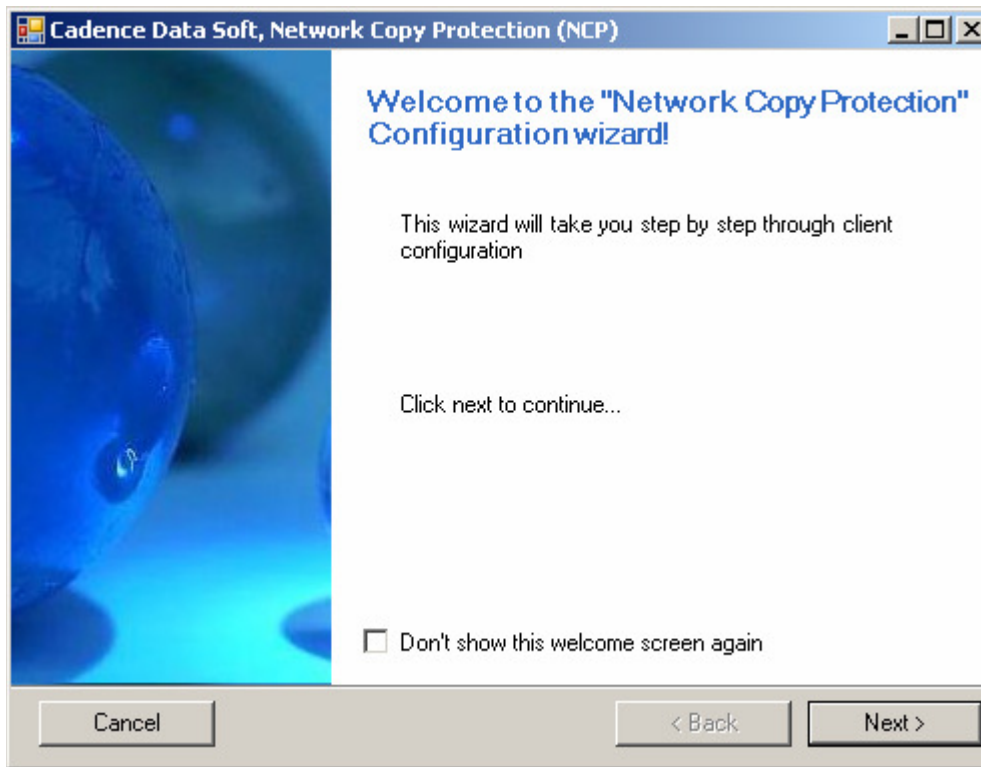 Cadence Data Soft, Network Copy Protection (NCP)
Welcome to the "Network Copy Protection"
Configuration wizard!
This wizard will take you step by step through client
configuration
Click next to continue...
Don't show this welcome screen again
Cancel
< Back
Next >